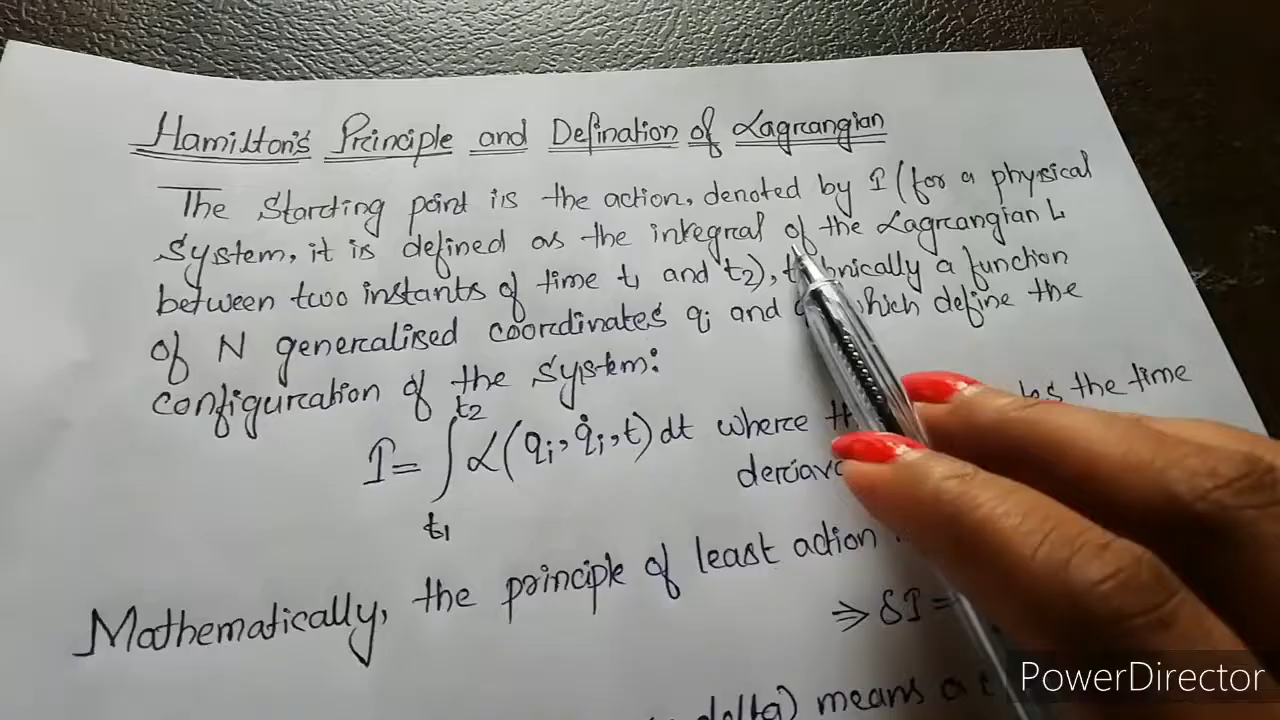 Hamilton's Principle and Defination of Lagrangian
The Starting point is the action, denoted by I (for a physical
System, it is defined as the integral of the Lagrangian L
between two instants of time t₁ and t₂), a function
of N generalised coordinates qᵢ and which define the
configuration of the System:
I = ∫_{t₁}^{t₂} L(qᵢ, q̇ᵢ, t) dt where the time
Mathematically, the principle of least action
⇒ δI =
delta) means a
PowerDirector